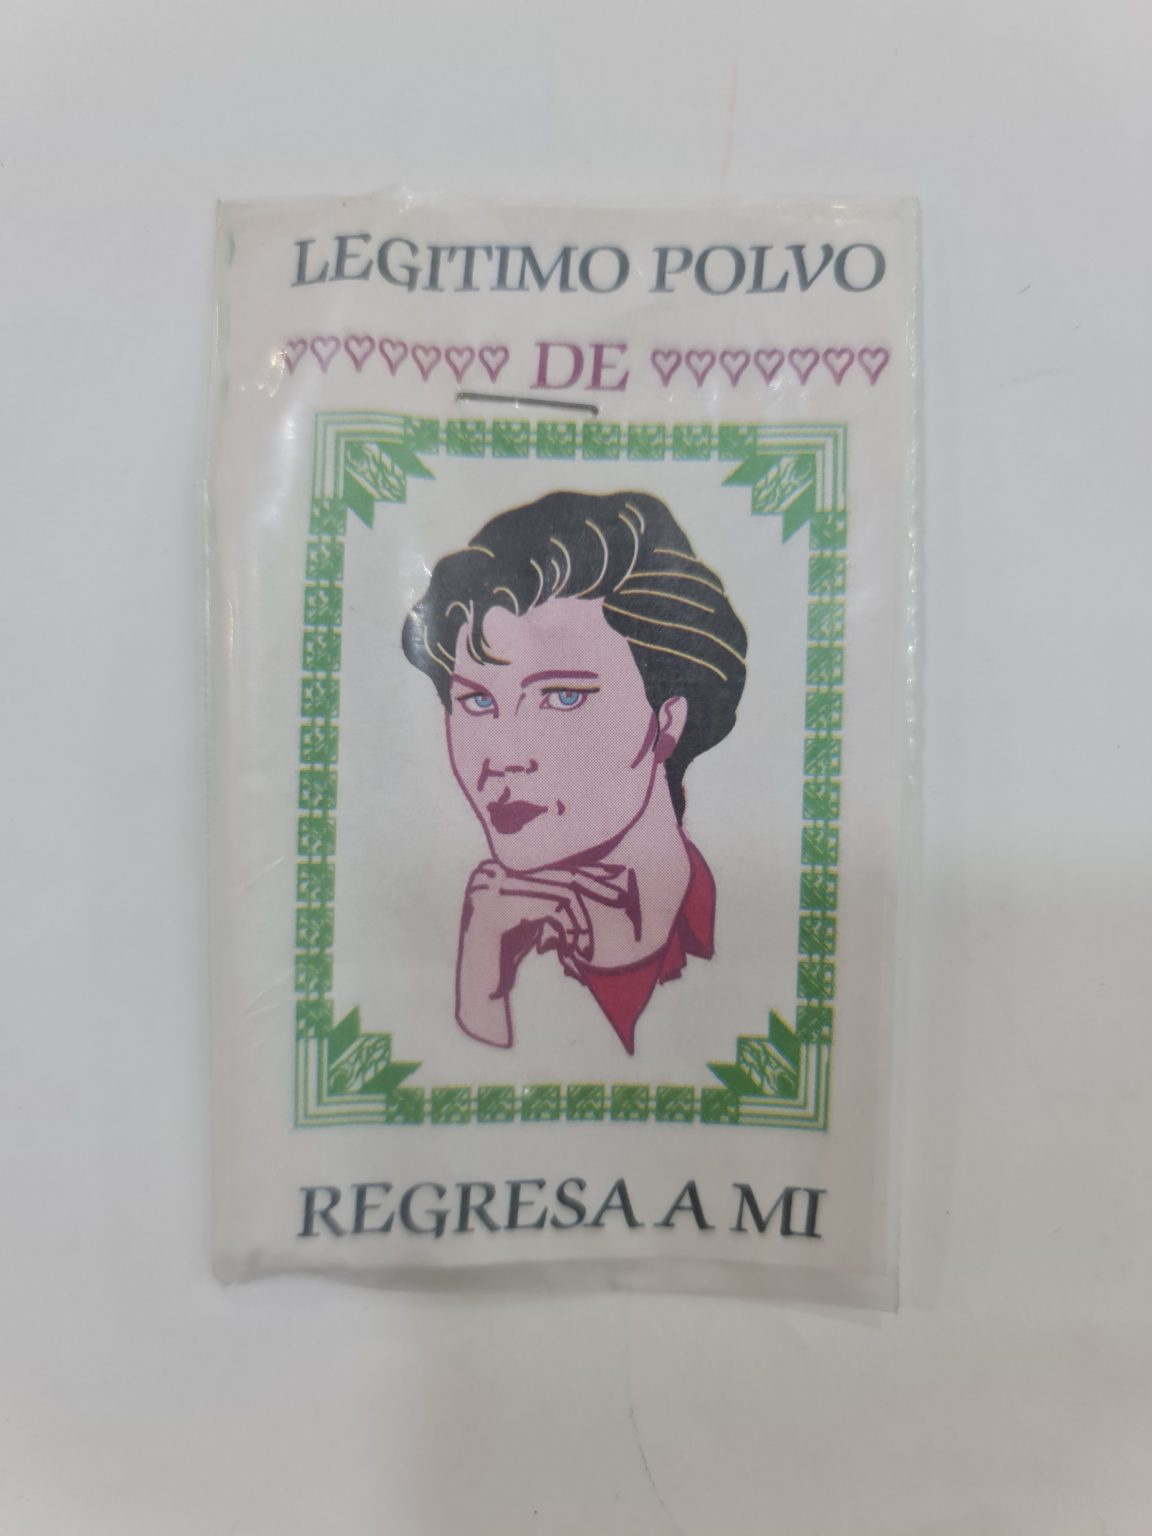 LEGITIMO POLVO
♡♡♡♡♡♡♡ DE ♡♡♡♡♡♡♡
REGRESA A MI